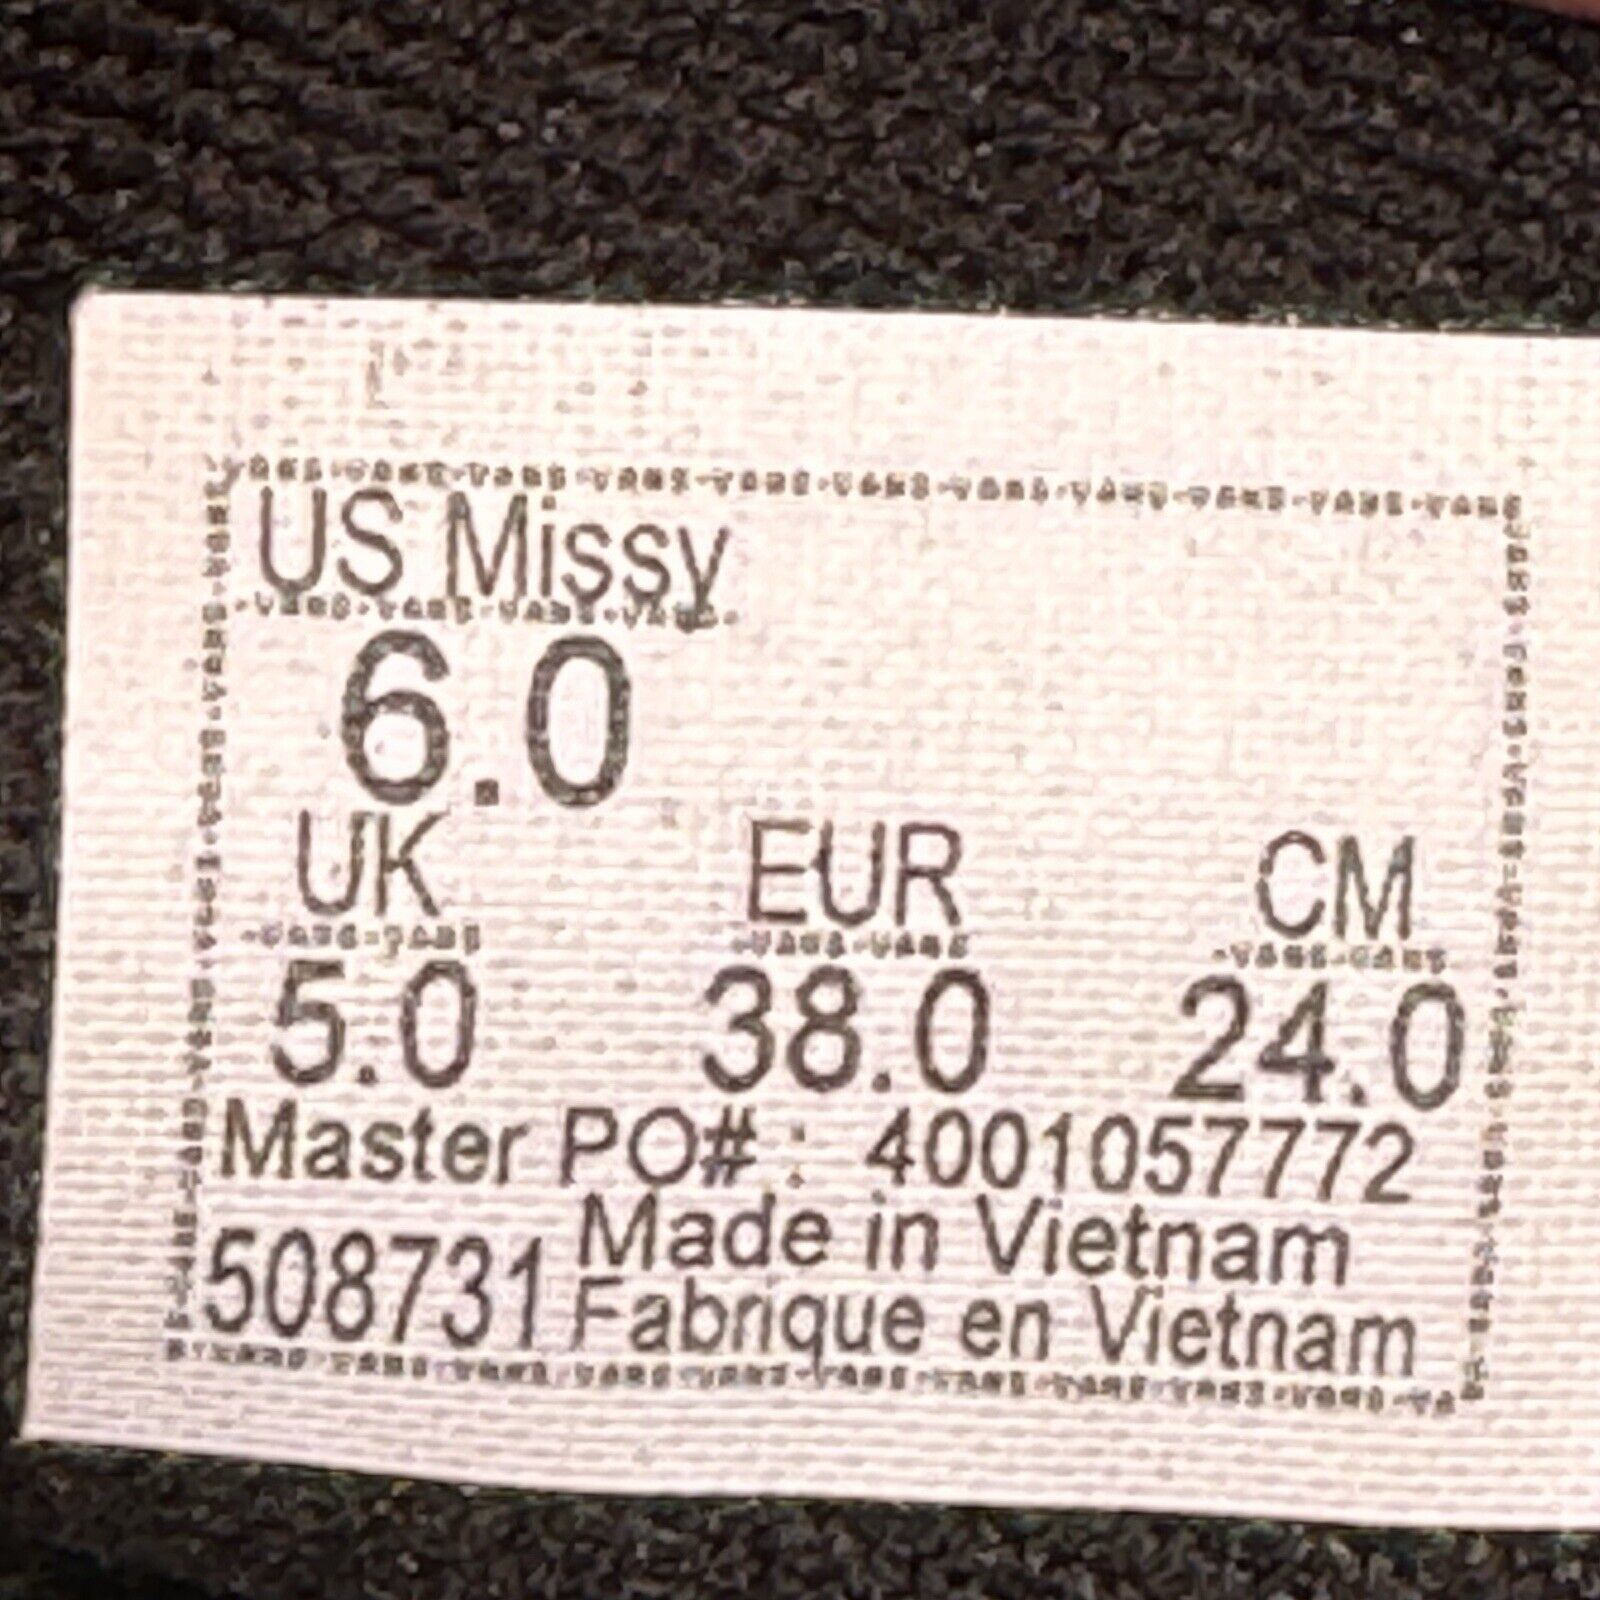 US Missy
6.0
UK EUR CM
5.0 38.0 24.0
Master PO# : 4001057772
508731 Made in Vietnam
Fabrique en Vietnam